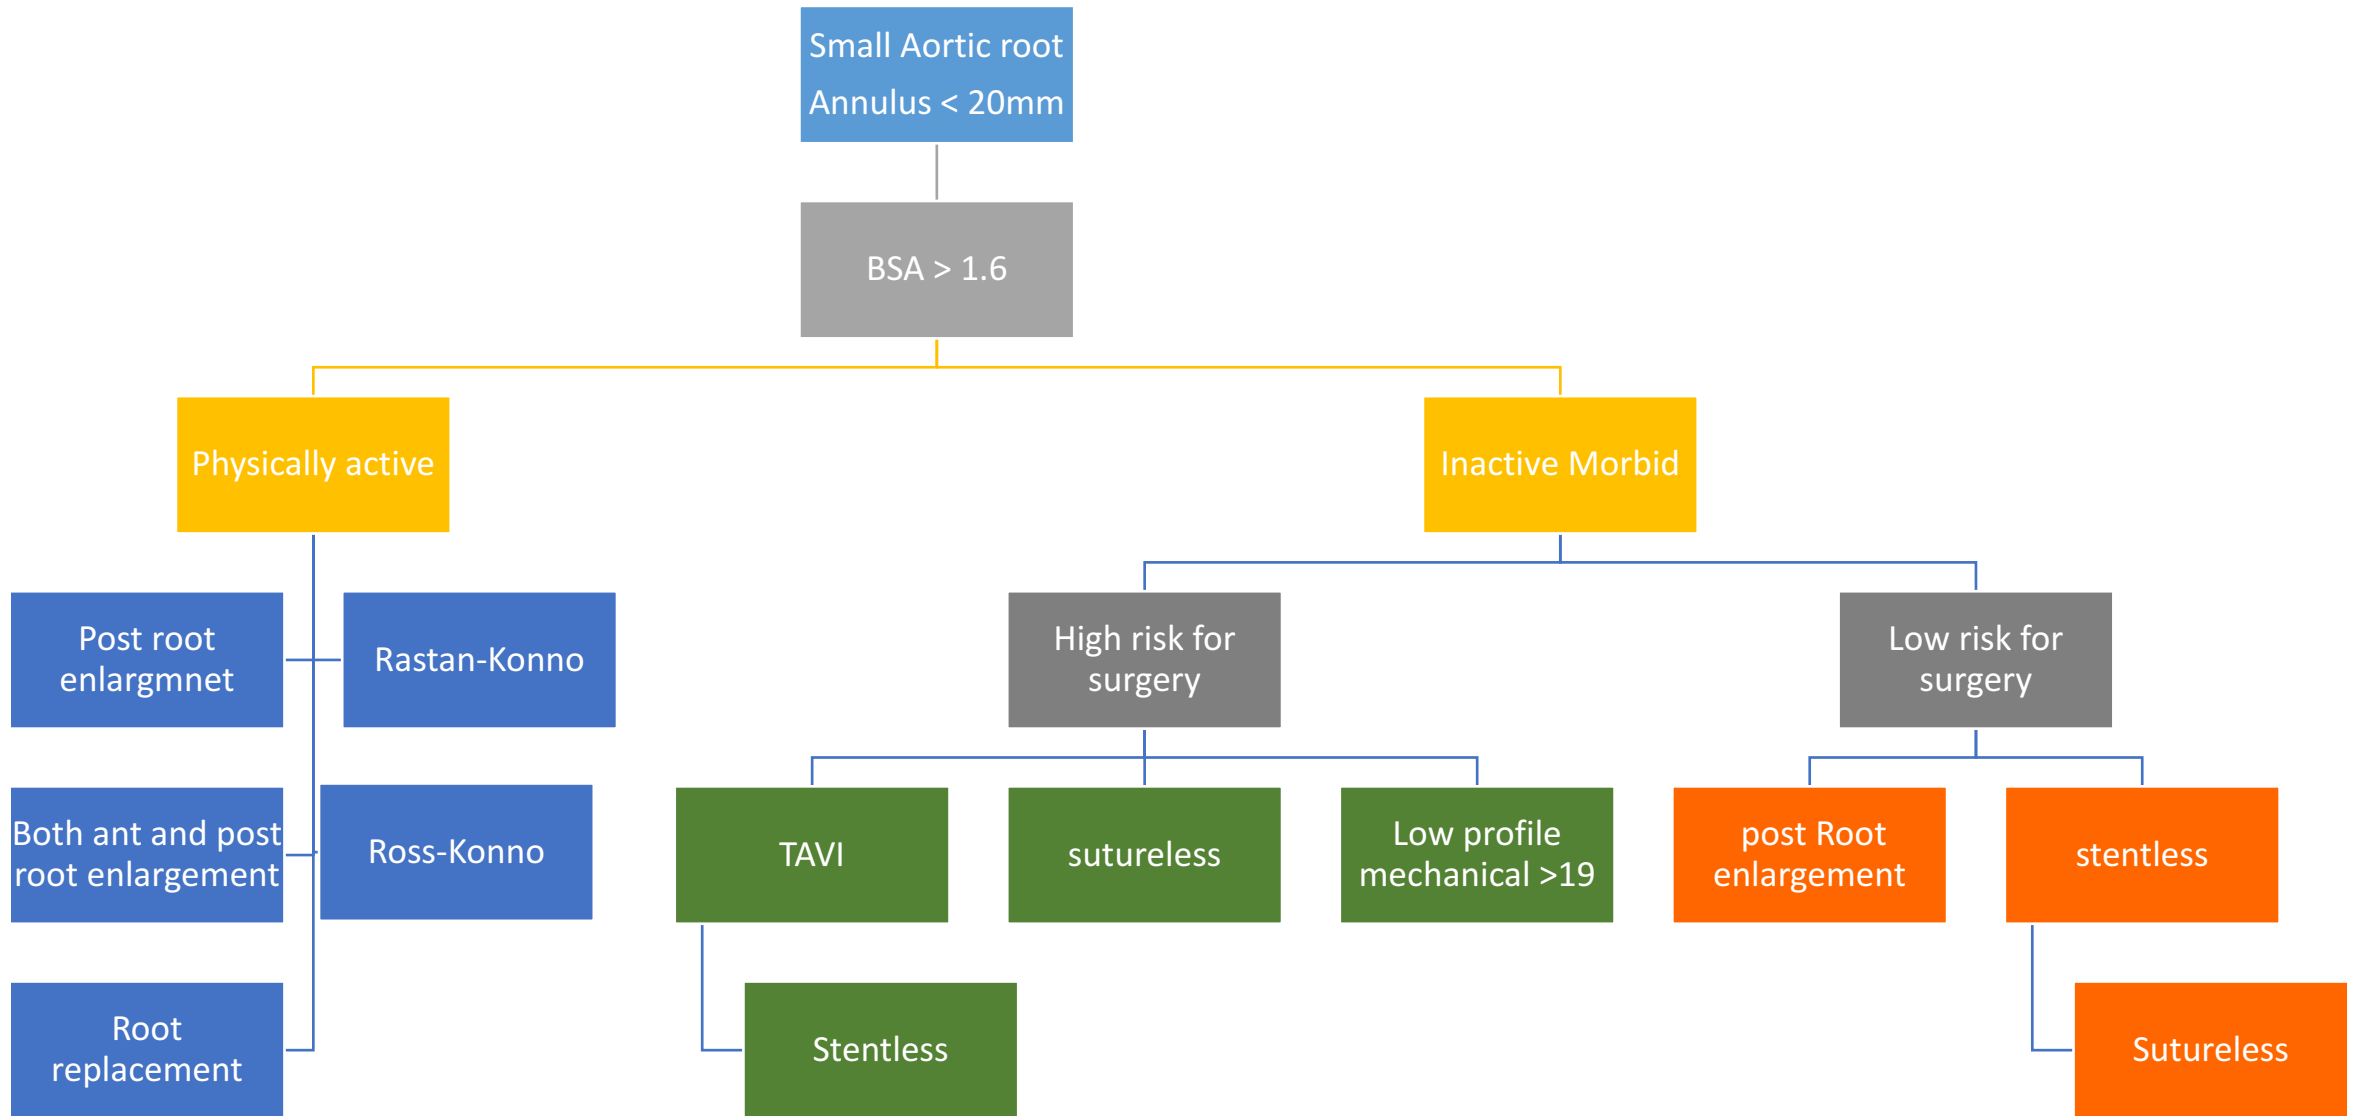 Small Aortic root
Annulus < 20mm
BSA > 1.6
Physically active
Inactive Morbid
Post root
enlargmnet
Rastan-Konno
High risk for
surgery
Low risk for
surgery
Both ant and post
root enlargement
Ross-Konno
TAVI
sutureless
Low profile
mechanical >19
post Root
enlargement
stentless
Root
replacement
Stentless
Sutureless